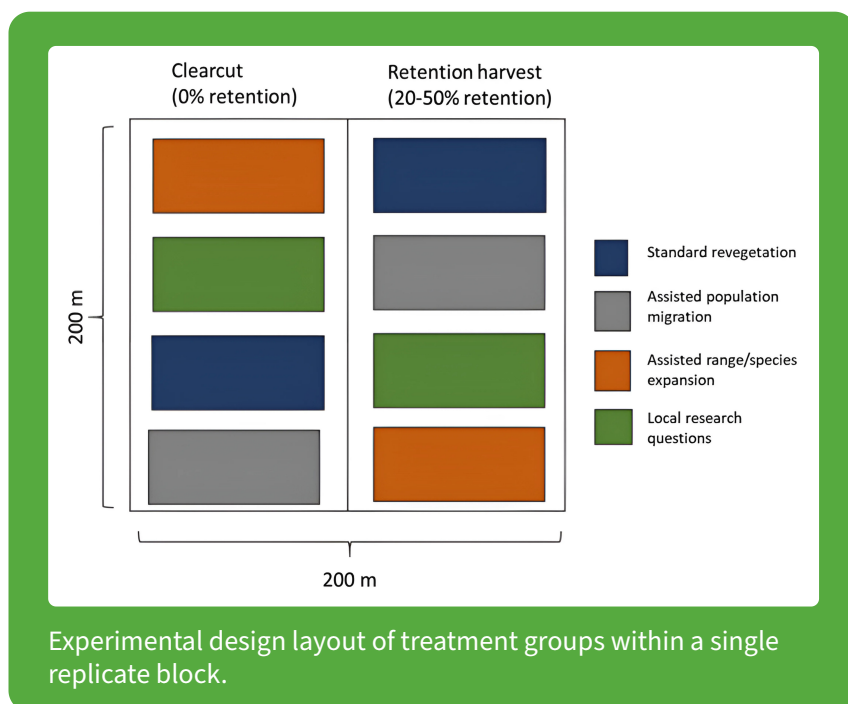 Clearcut
(0% retention)
Retention harvest
(20-50% retention)
200 m
Standard revegetation
Assisted population
migration
Assisted range/species
expansion
Local research
questions
200 m
Experimental design layout of treatment groups within a single
replicate block.